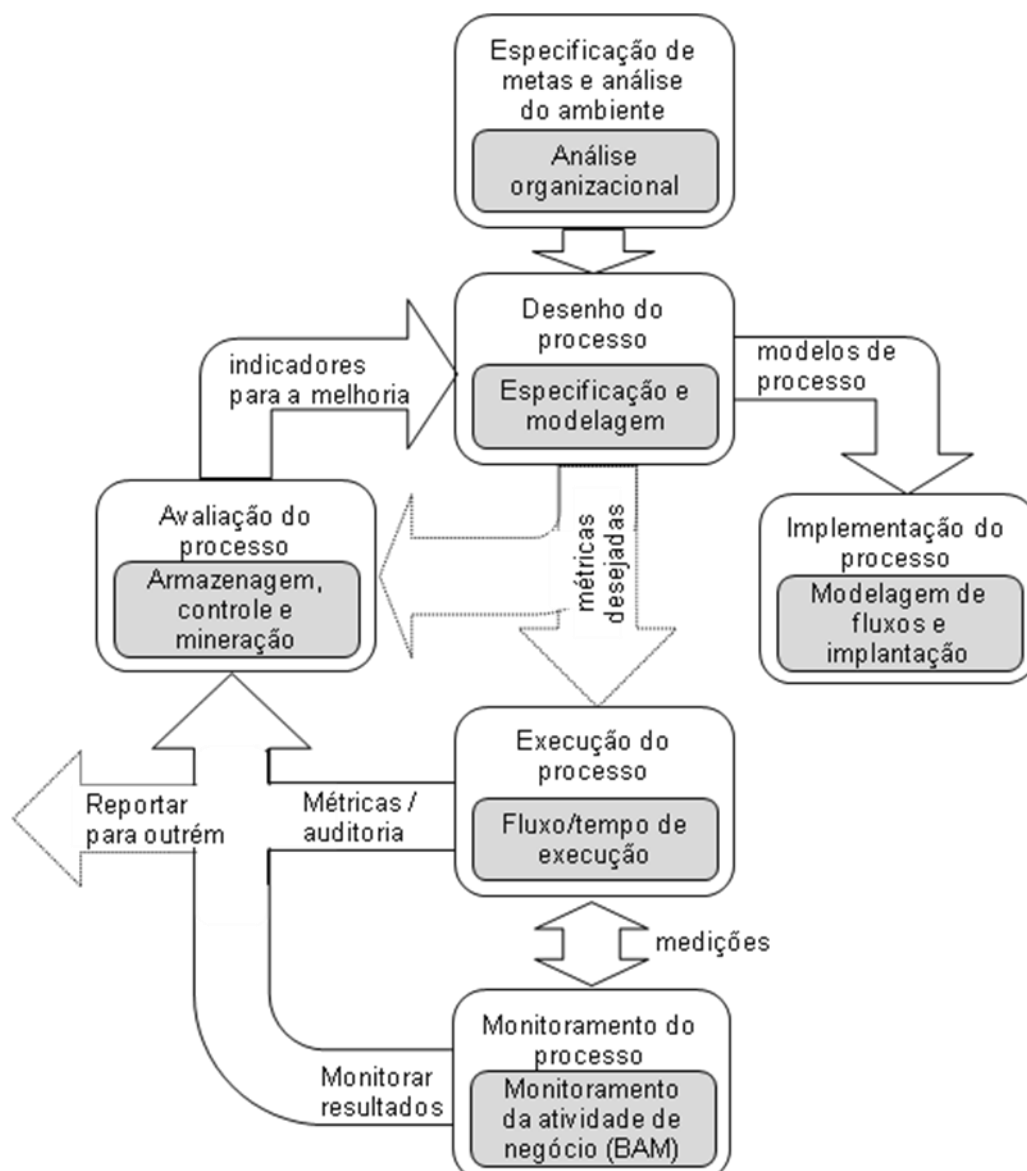 Especificação de
metas e análise
do ambiente
Análise
organizacional
Desenho do
processo
Especificação e
modelagem
indicadores
para a melhoria
modelos de
processo
Avaliação do
processo
Armazenagem,
controle e
mineração
métricas
desejadas
Implementação do
processo
Modelagem de
fluxos e
implantação
Execução do
processo
Fluxo/tempo de
execução
Reportar
para outrém
Métricas /
auditoria
medições
Monitoramento do
processo
Monitoramento
da atividade de
negócio (BAM)
Monitorar
resultados